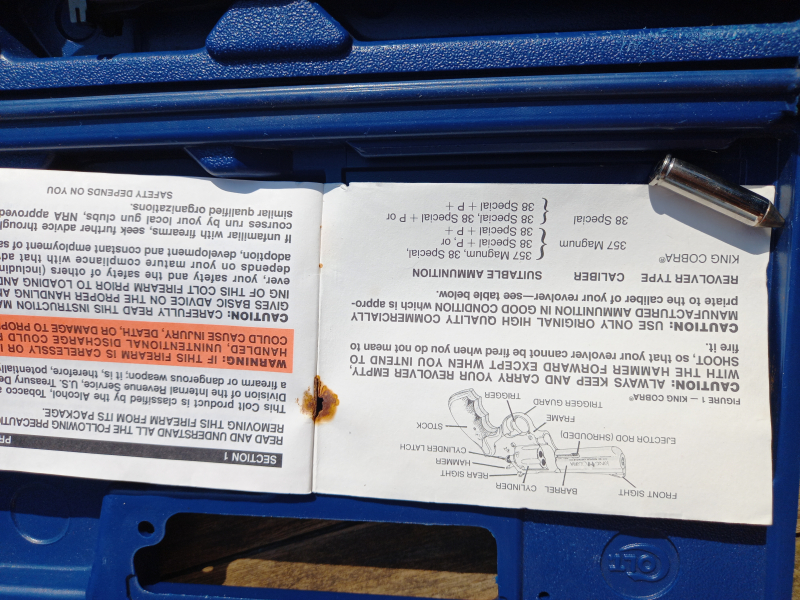 FRONT SIGHT
BARREL
CYLINDER
REAR SIGHT
HAMMER
CYLINDER LATCH
EJECTOR ROD (SHROUDED)
STOCK
FRAME
TRIGGER GUARD
TRIGGER
FIGURE 1 — KING COBRA®
CAUTION: ALWAYS KEEP AND CARRY YOUR REVOLVER EMPTY,
WITH THE HAMMER FORWARD EXCEPT WHEN YOU INTEND TO
SHOOT, so that your revolver cannot be fired when you do not mean to
fire it.
CAUTION: USE ONLY ORIGINAL HIGH QUALITY COMMERCIALLY
MANUFACTURED AMMUNITION IN GOOD CONDITION which is appro-
priate to the caliber of your revolver—see table below.
REVOLVER TYPE CALIBER SUITABLE AMMUNITION
KING COBRA® 357 Magnum { 357, Magnum, 38 Special,
38 Special + P, or
38 Special + P +
38 Special { 38 Special, 38 Special + P or
38 Special + P +
SECTION 1
READ AND UNDERSTAND ALL THE FOLLOWING
REMOVING THIS FIREARM FROM ITS PACKAGE.
This Colt product is classified by the Alcohol, Tobacco
Division of the Internal Revenue Service, U.S. Treasury
a firearm or dangerous weapon; it is, therefore,
WARNING: IF THIS FIREARM IS CARELESSLY OR
HANDLED, UNINTENTIONAL DISCHARGE COULD
COULD CAUSE INJURY, DEATH, OR DAMAGE TO
CAUTION: CAREFULLY READ THIS INSTRUCTION
GIVES BASIC ADVICE ON THE PROPER HANDLING AND
ING OF THIS COLT FIREARM PRIOR TO LOADING AND
ever, your safety and the safety of others
depends on your mature compliance with that
adoption, development and constant employment of
If unfamiliar with firearms, seek further advice through
courses run by your local gun clubs, NRA approved
similar qualified organizations.
SAFETY DEPENDS ON YOU
COLT